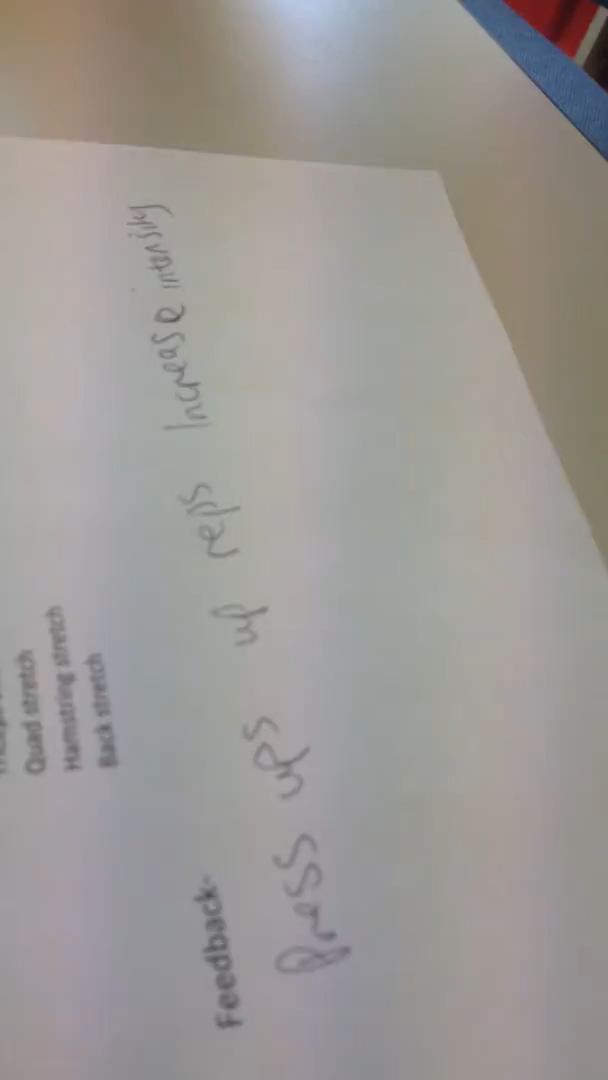 Quad stretch
Hamstring stretch
Back stretch
Feedback-
Press ups up reps Increase intensity